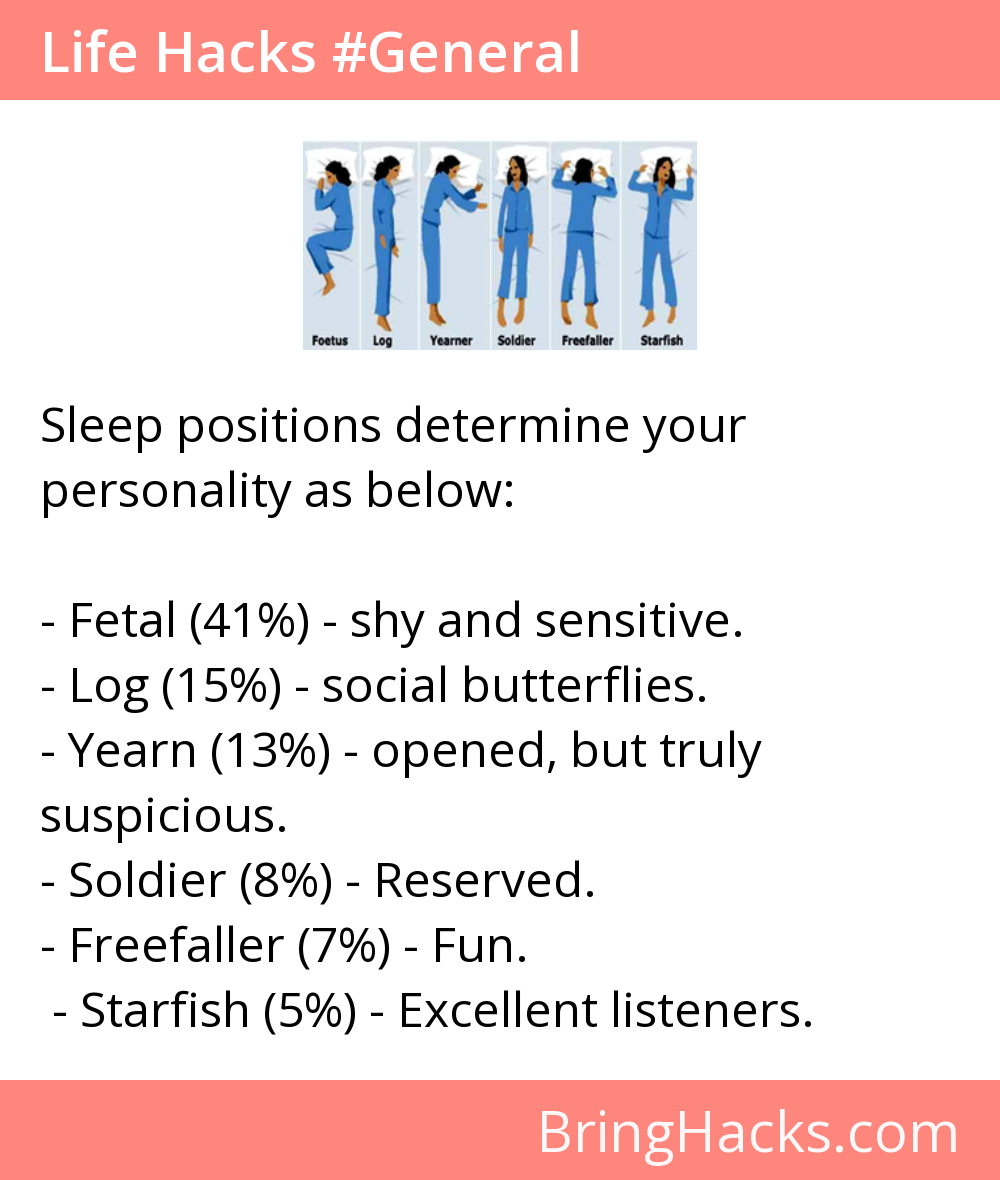 Life Hacks #General
Foetus Log Yearner Soldier Freefaller Starfish
Sleep positions determine your
personality as below:
- Fetal (41%) - shy and sensitive.
- Log (15%) - social butterflies.
- Yearn (13%) - opened, but truly
suspicious.
- Soldier (8%) - Reserved.
- Freefaller (7%) - Fun.
- Starfish (5%) - Excellent listeners.
BringHacks.com